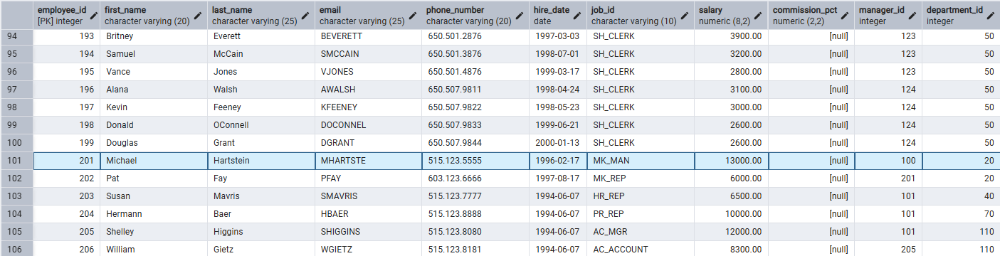 employee_id first_name last_name email phone_number hire_date job_id salary commission_pct manager_id department_id
[PK] integer character varying (20) character varying (25) character varying (25) character varying (20) date character varying (10) numeric (8,2) numeric (2,2) integer integer
94 193 Britney Everett BEVERETT 650.501.2876 1997-03-03 SH_CLERK 3900.00 [null] 123 50
95 194 Samuel McCain SMCCAIN 650.501.3876 1998-07-01 SH_CLERK 3200.00 [null] 123 50
96 195 Vance Jones VJONES 650.501.4876 1999-03-17 SH_CLERK 2800.00 [null] 123 50
97 196 Alana Walsh AWALSH 650.507.9811 1998-04-24 SH_CLERK 3100.00 [null] 124 50
98 197 Kevin Feeney KFEENEY 650.507.9822 1998-05-23 SH_CLERK 3000.00 [null] 124 50
99 198 Donald OConnell DOCONNEL 650.507.9833 1999-06-21 SH_CLERK 2600.00 [null] 124 50
100 199 Douglas Grant DGRANT 650.507.9844 2000-01-13 SH_CLERK 2600.00 [null] 124 50
101 201 Michael Hartstein MHARTSTE 515.123.5555 1996-02-17 MK_MAN 13000.00 [null] 100 20
102 202 Pat Fay PFAY 603.123.6666 1997-08-17 MK_REP 6000.00 [null] 201 20
103 203 Susan Mavris SMAVRIS 515.123.7777 1994-06-07 HR_REP 6500.00 [null] 101 40
104 204 Hermann Baer HBAER 515.123.8888 1994-06-07 PR_REP 10000.00 [null] 101 70
105 205 Shelley Higgins SHIGGINS 515.123.8080 1994-06-07 AC_MGR 12000.00 [null] 101 110
106 206 William Gietz WGIETZ 515.123.8181 1994-06-07 AC_ACCOUNT 8300.00 [null] 205 110